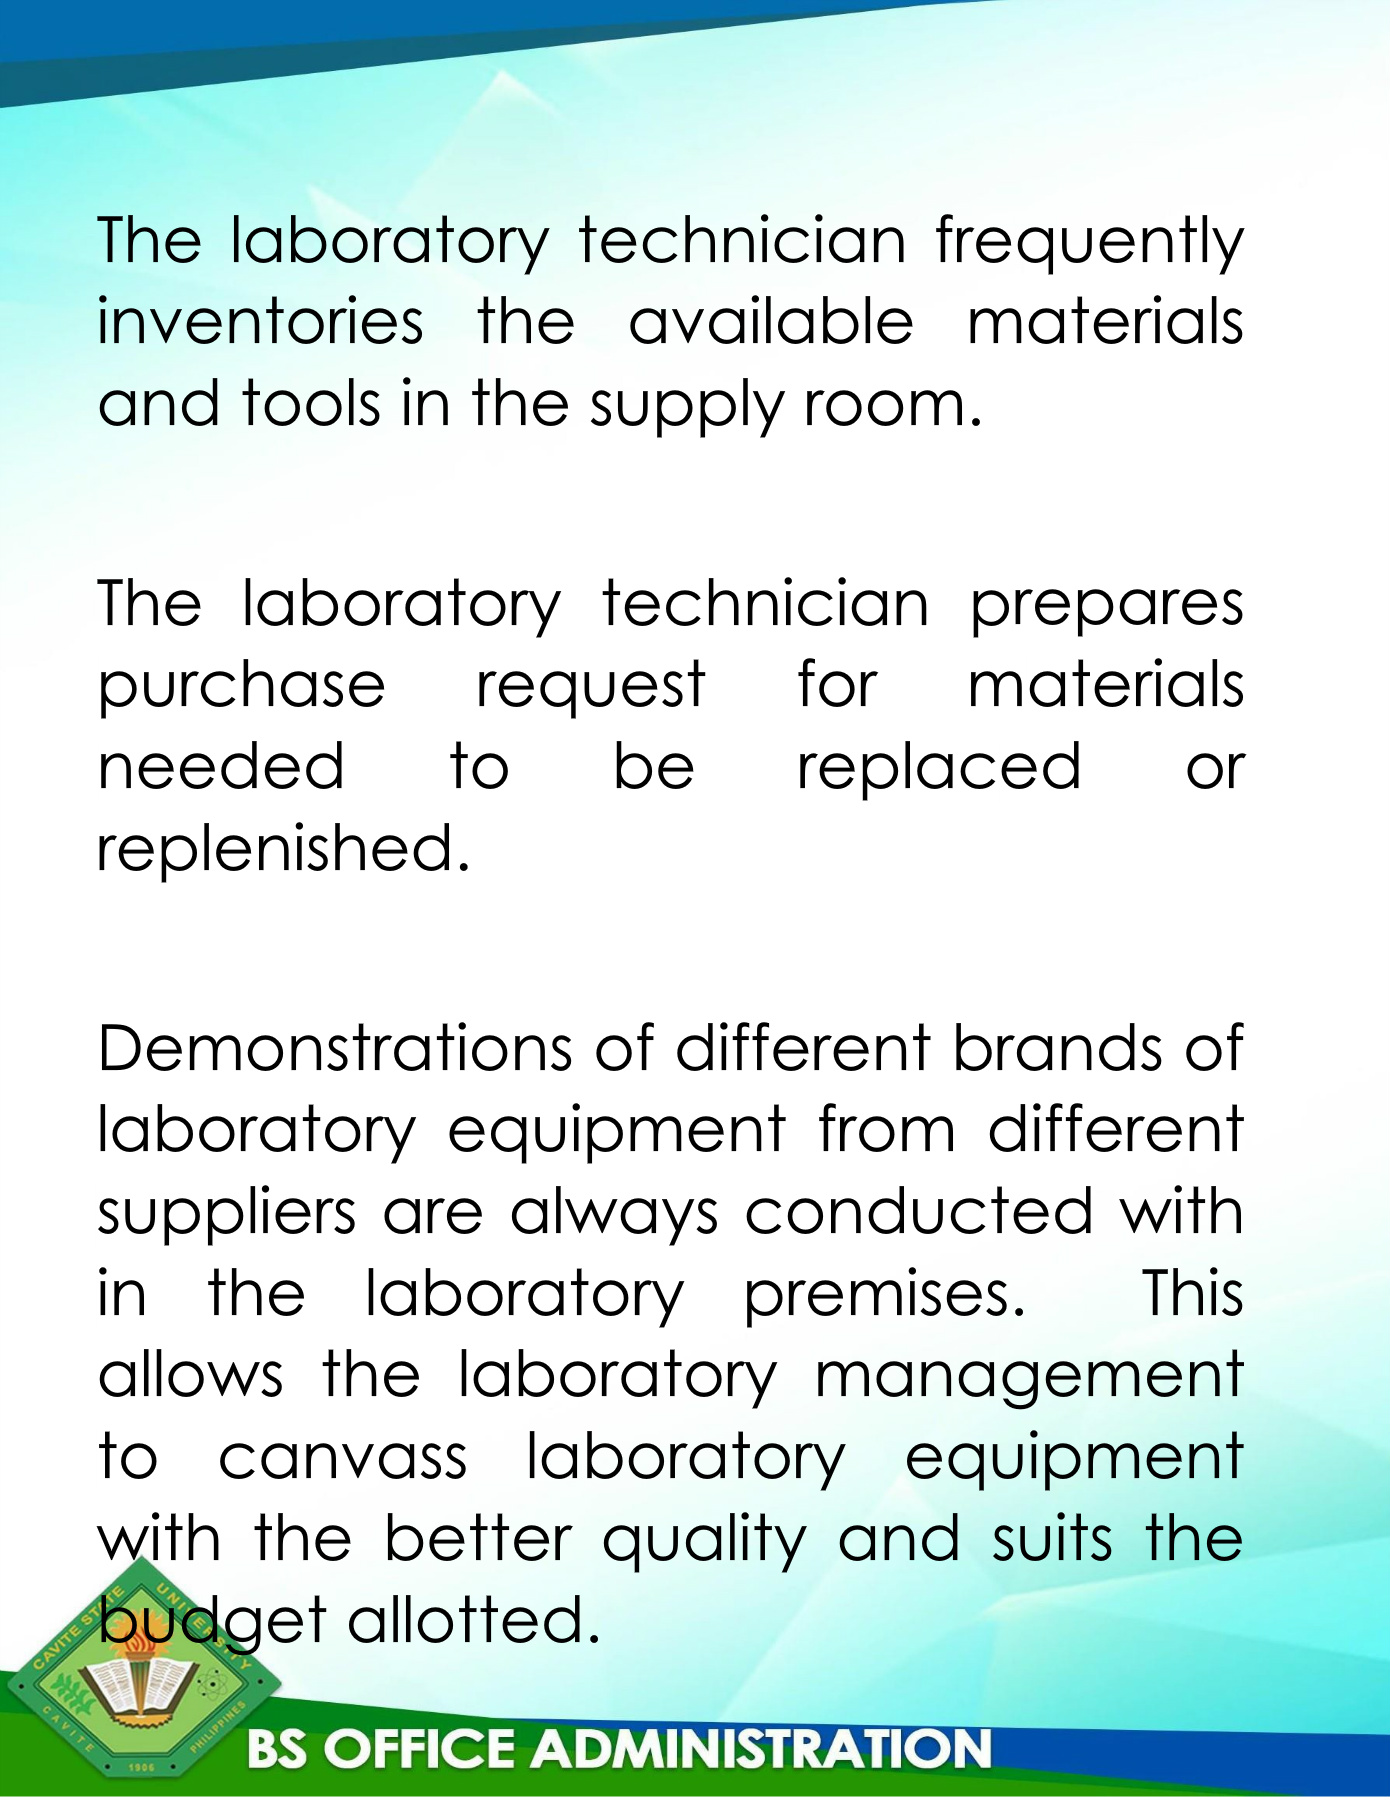 The laboratory technician frequently
inventories the available materials
and tools in the supply room.
The laboratory technician prepares
purchase request for materials
needed to be replaced or
replenished.
Demonstrations of different brands of
laboratory equipment from different
suppliers are always conducted with
in the laboratory premises. This
allows the laboratory management
to canvass laboratory equipment
with the better quality and suits the
budget allotted.
CAVITE STATE UNIVERSITY
CAVITE PHILIPPINES
1906
BS OFFICE ADMINISTRATION